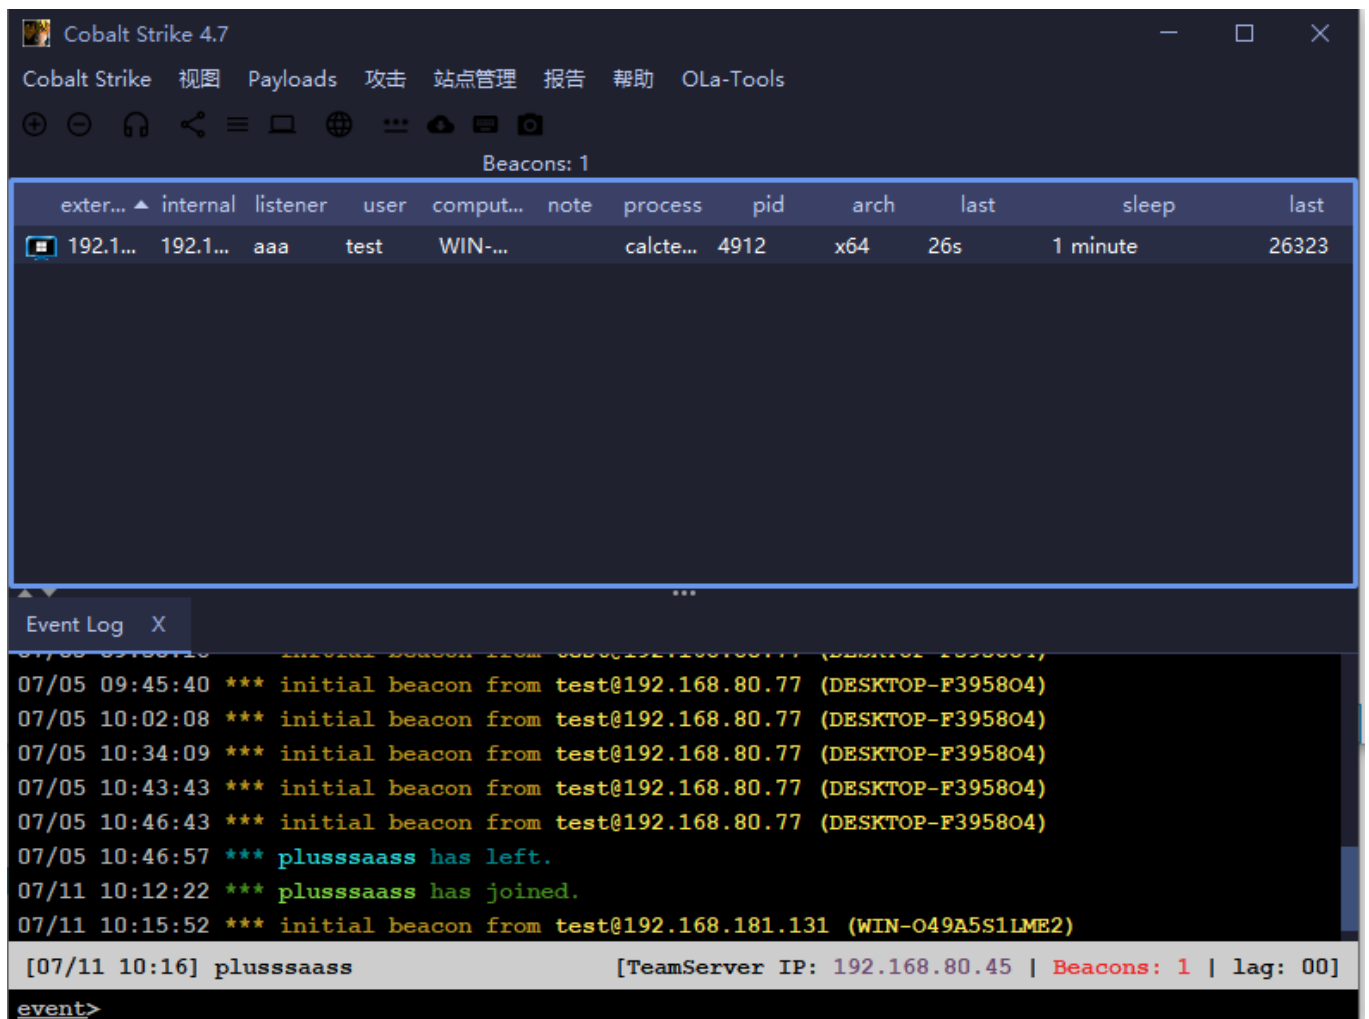 Cobalt Strike 4.7
Cobalt Strike 视图 Payloads 攻击 站点管理 报告 帮助 OLa-Tools
Beacons: 1
exter... internal listener user comput... note process pid arch last sleep last
192.1... 192.1... aaa test WIN-... calcte... 4912 x64 26s 1 minute 26323
Event Log X
07/05 09:45:40 *** initial beacon from test@192.168.80.77 (DESKTOP-F3958O4)
07/05 10:02:08 *** initial beacon from test@192.168.80.77 (DESKTOP-F3958O4)
07/05 10:34:09 *** initial beacon from test@192.168.80.77 (DESKTOP-F3958O4)
07/05 10:43:43 *** initial beacon from test@192.168.80.77 (DESKTOP-F3958O4)
07/05 10:46:43 *** initial beacon from test@192.168.80.77 (DESKTOP-F3958O4)
07/05 10:46:57 *** plusssaass has left.
07/11 10:12:22 *** plusssaass has joined.
07/11 10:15:52 *** initial beacon from test@192.168.181.131 (WIN-O49A5S1LME2)
[07/11 10:16] plusssaass [TeamServer IP: 192.168.80.45 | Beacons: 1 | lag: 00]
event>